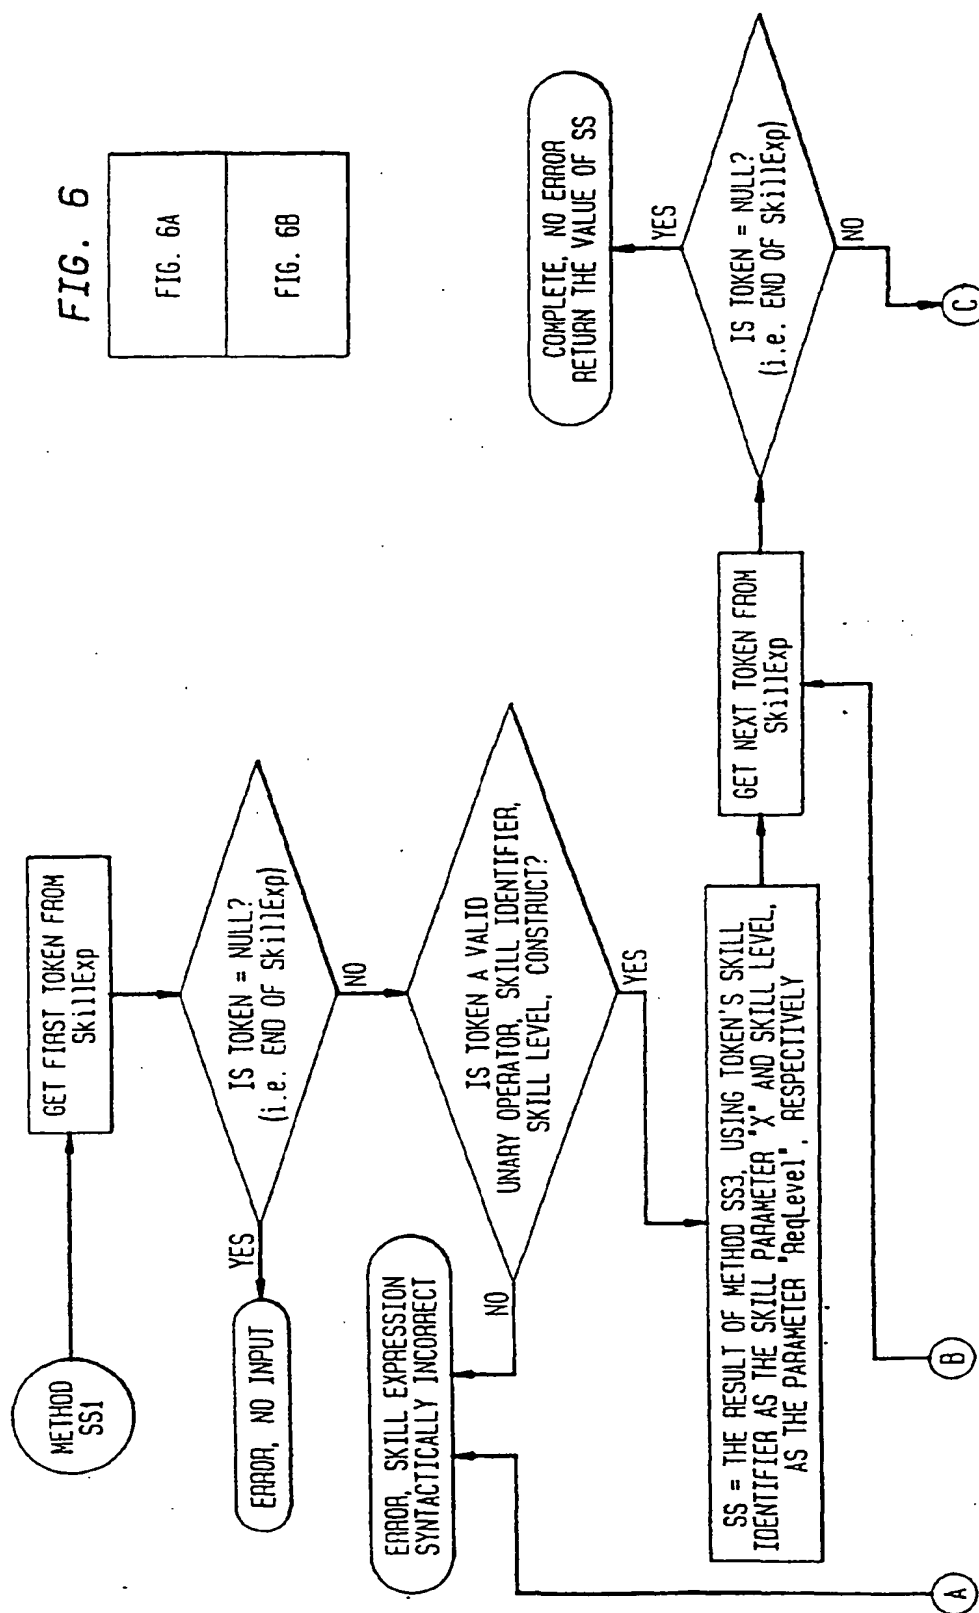 FIG. 6
FIG. 6A
FIG. 6B
METHOD
SS1
GET FIRST TOKEN FROM
SkillExp
IS TOKEN = NULL?
(i.e. END OF SkillExp)
YES
NO
ERROR, NO INPUT
IS TOKEN A VALID
UNARY OPERATOR, SKILL IDENTIFIER,
SKILL LEVEL, CONSTRUCT?
NO
YES
ERROR, SKILL EXPRESSION
SYNTACTICALLY INCORRECT
SS = THE RESULT OF METHOD SS3, USING TOKEN'S SKILL
IDENTIFIER AS THE SKILL PARAMETER "X" AND SKILL LEVEL,
AS THE PARAMETER "ReqLevel", RESPECTIVELY
GET NEXT TOKEN FROM
SkillExp
IS TOKEN = NULL?
(i.e. END OF SkillExp)
YES
NO
COMPLETE, NO ERROR
RETURN THE VALUE OF SS
A
B
C